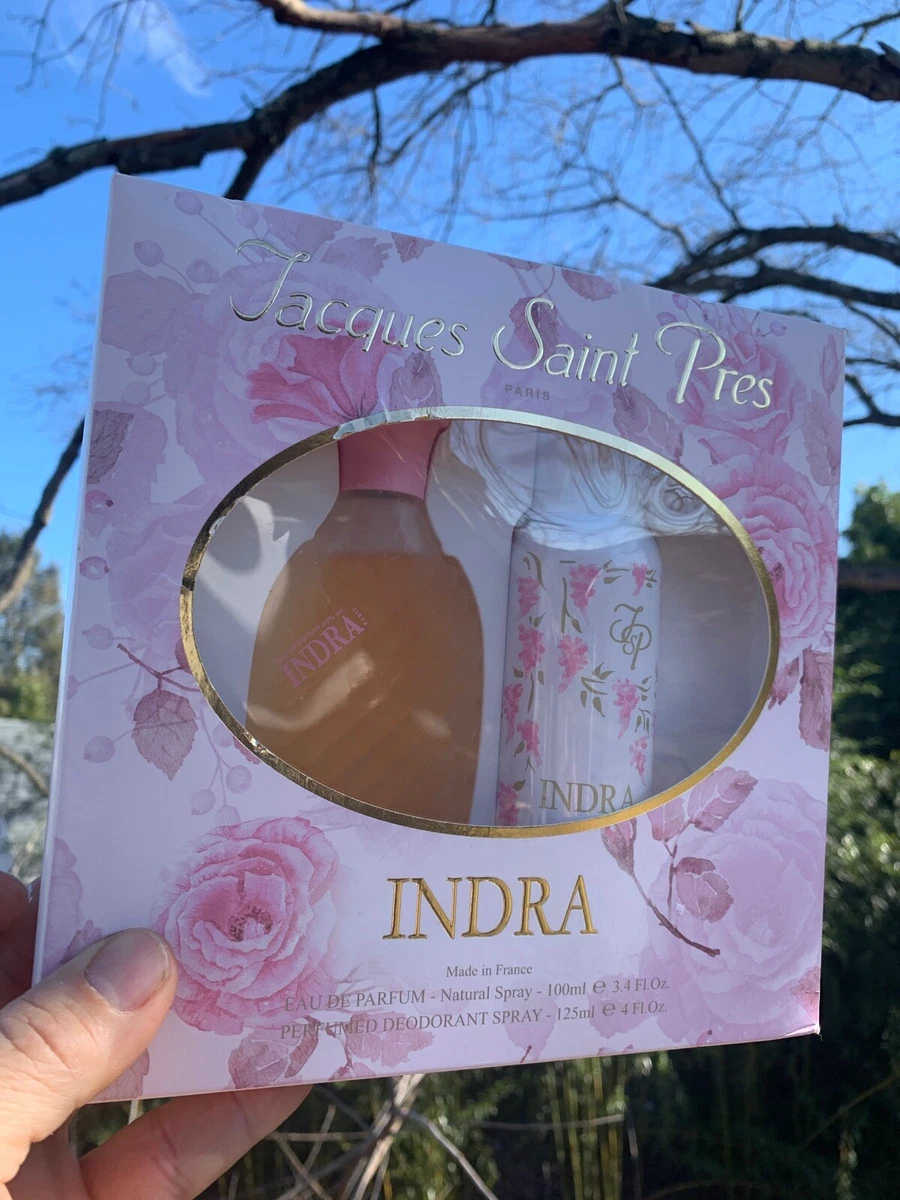 Jacques Saint Pres
PARIS
INDRA
JSP
INDRA
INDRA
Made in France
EAU DE PARFUM - Natural Spray - 100ml ℮ 3.4 Fl.Oz.
PERFUMED DEODORANT SPRAY - 125ml ℮ 4 Fl.Oz.